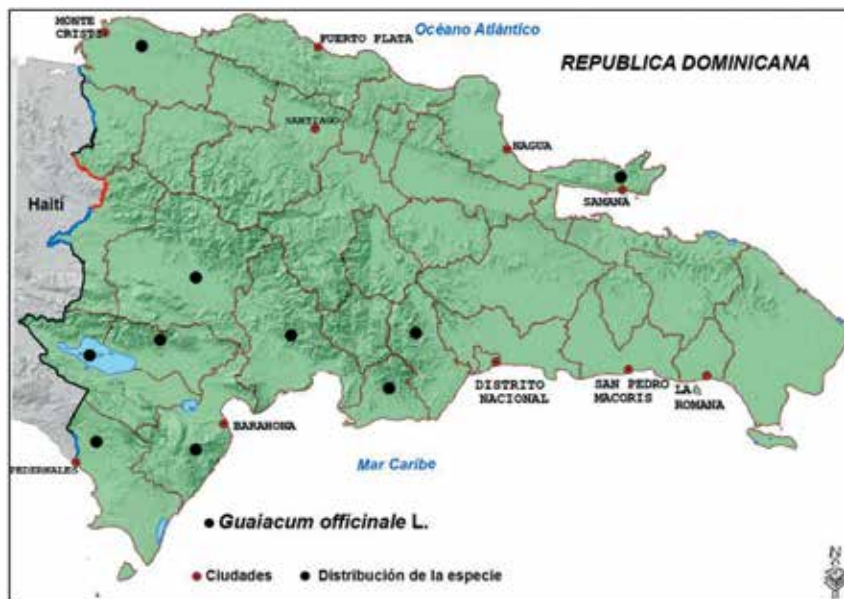 MONTE
CRISTI
PUERTO PLATA
Océano Atlántico
REPUBLICA DOMINICANA
SANTIAGO
NAGUA
Haití
SAMANA
DISTRITO
NACIONAL
SAN PEDRO
MACORIS
LA
ROMANA
BARAHONA
PEDERNALES
Mar Caribe
Guaiacum officinale L.
Ciudades
Distribución de la especie
N